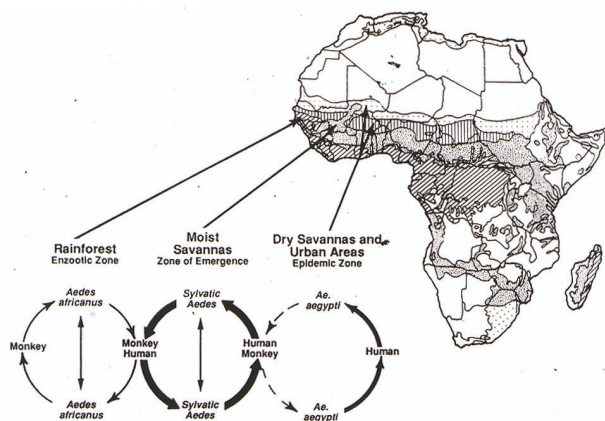 Rainforest
Enzootic Zone
Moist
Savannas
Zone of Emergence
Dry Savannas and
Urban Areas
Epidemic Zone
Aedes
africanus
Monkey
Aedes
africanus
Monkey
Human
Sylvatic
Aedes
Sylvatic
Aedes
Human
Monkey
Ae.
aegypti
Human
Ae.
aegypti